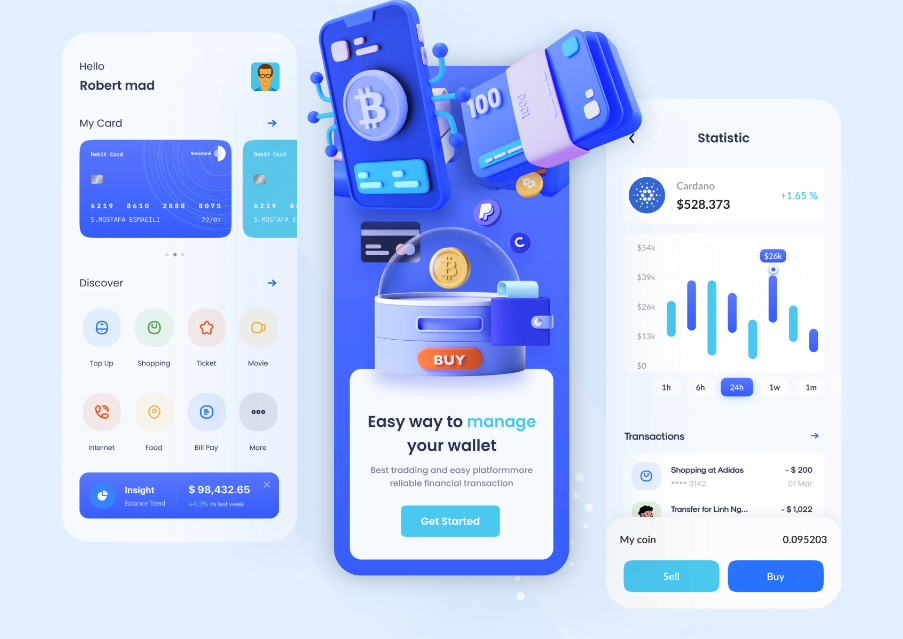 Hello
Robert mad
My Card
Debit Card
Debit Card
6219 8610 2888 8075
6219 8
S.MOSTAFA ESMAEILI 22/01
S.MOSTAFA E
Discover
Top Up
Shopping
Ticket
Movie
Internet
Food
Bill Pay
More
Insight
Balance Trend
$ 98,432.65
+4.3% vs last week
100
BUY
Easy way to manage
your wallet
Best tradding and easy platformmore
reliable financial transaction
Get Started
Statistic
Cardano
$528.373
+1.65 %
$54k
$39k
$26k
$13k
$0
$26k
1h 6h 24h 1w 1m
Transactions
Shopping at Adidas - $ 200
**** 3142 01 Mar
Transfer for Linh Ng... - $ 1,022
My coin 0.095203
Sell
Buy